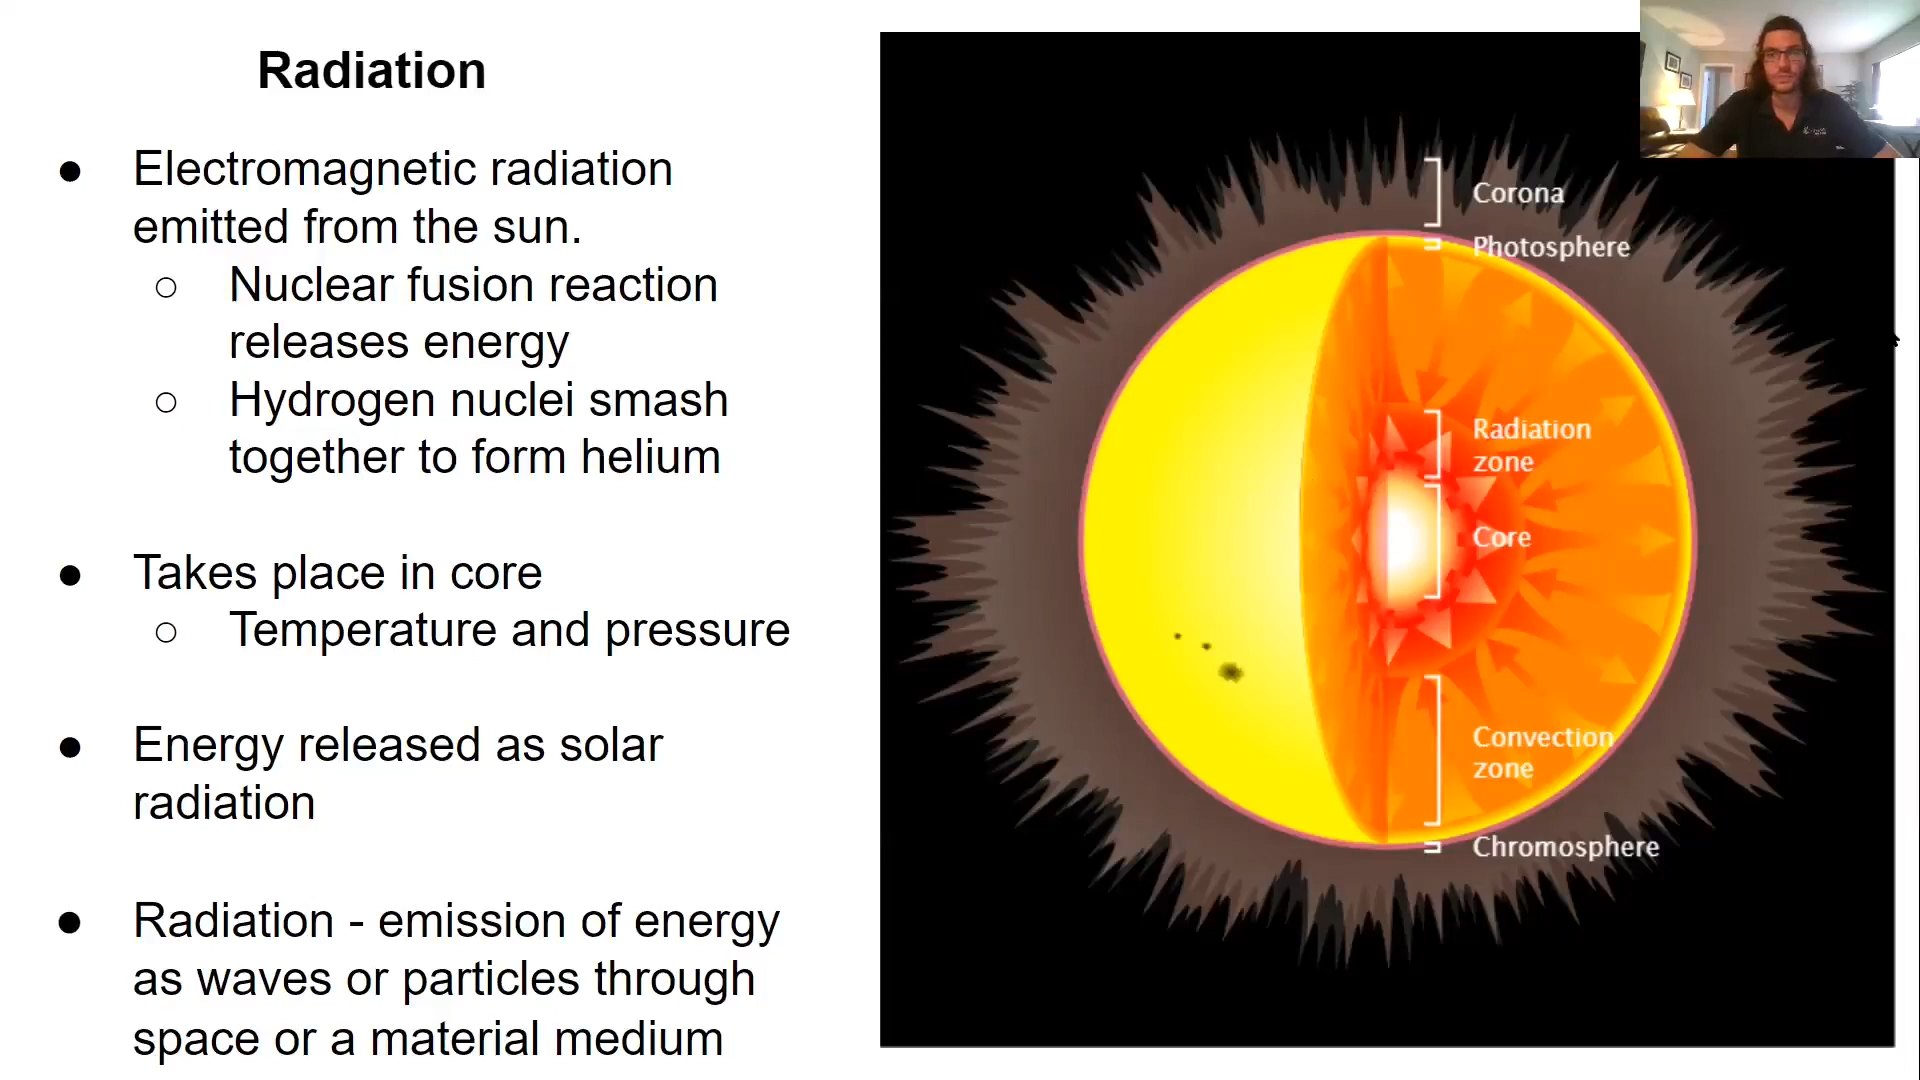 Radiation
● Electromagnetic radiation
emitted from the sun.
○ Nuclear fusion reaction
releases energy
○ Hydrogen nuclei smash
together to form helium
● Takes place in core
○ Temperature and pressure
● Energy released as solar
radiation
● Radiation - emission of energy
as waves or particles through
space or a material medium
Corona
Photosphere
Radiation
zone
Core
Convection
zone
Chromosphere